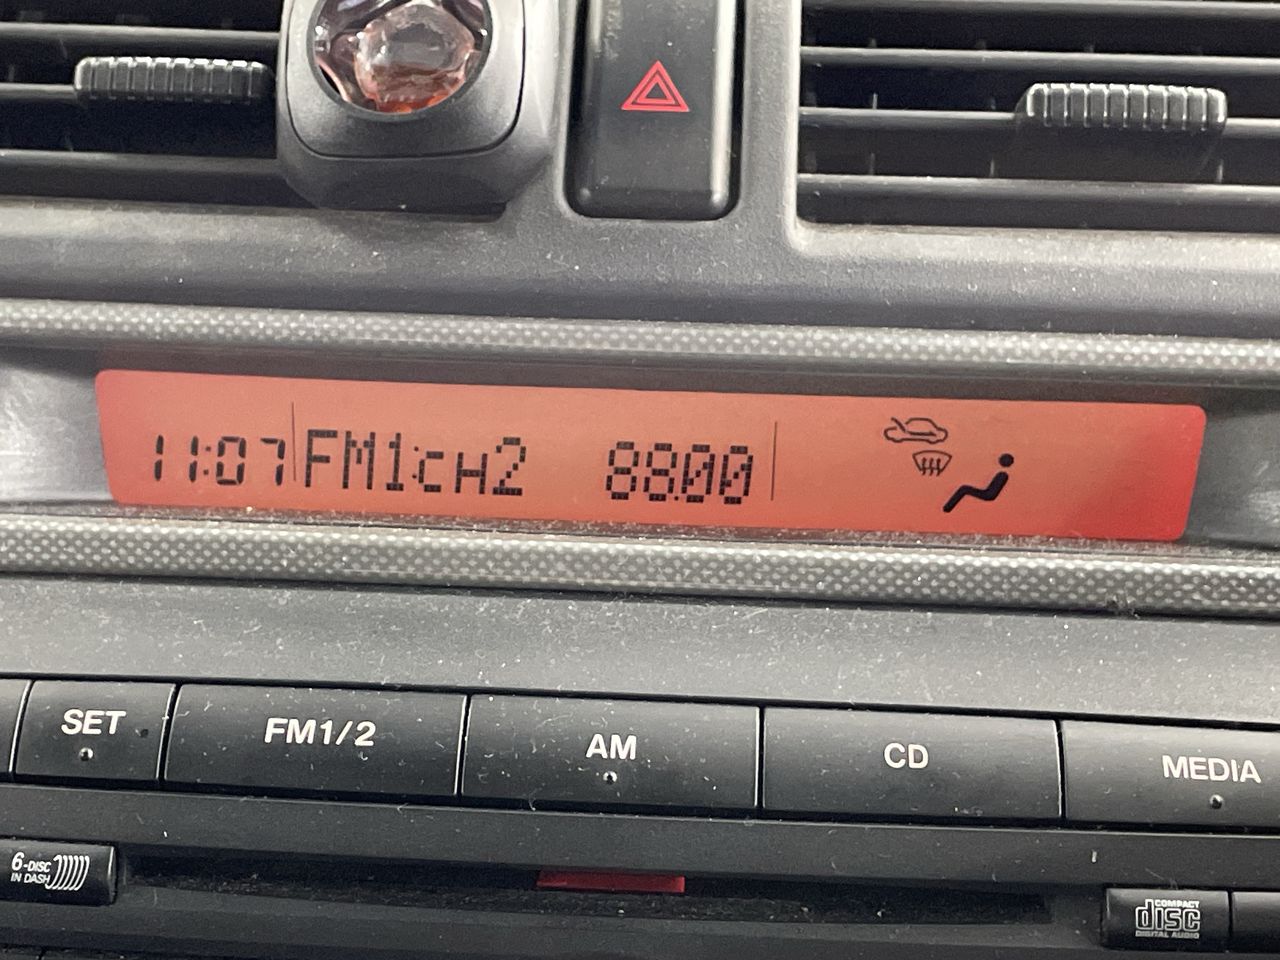 11:07 FM1:CH2 88.00
SET FM1/2 AM CD MEDIA
6-DISC
IN DASH
COMPACT
disc
DIGITAL AUDIO